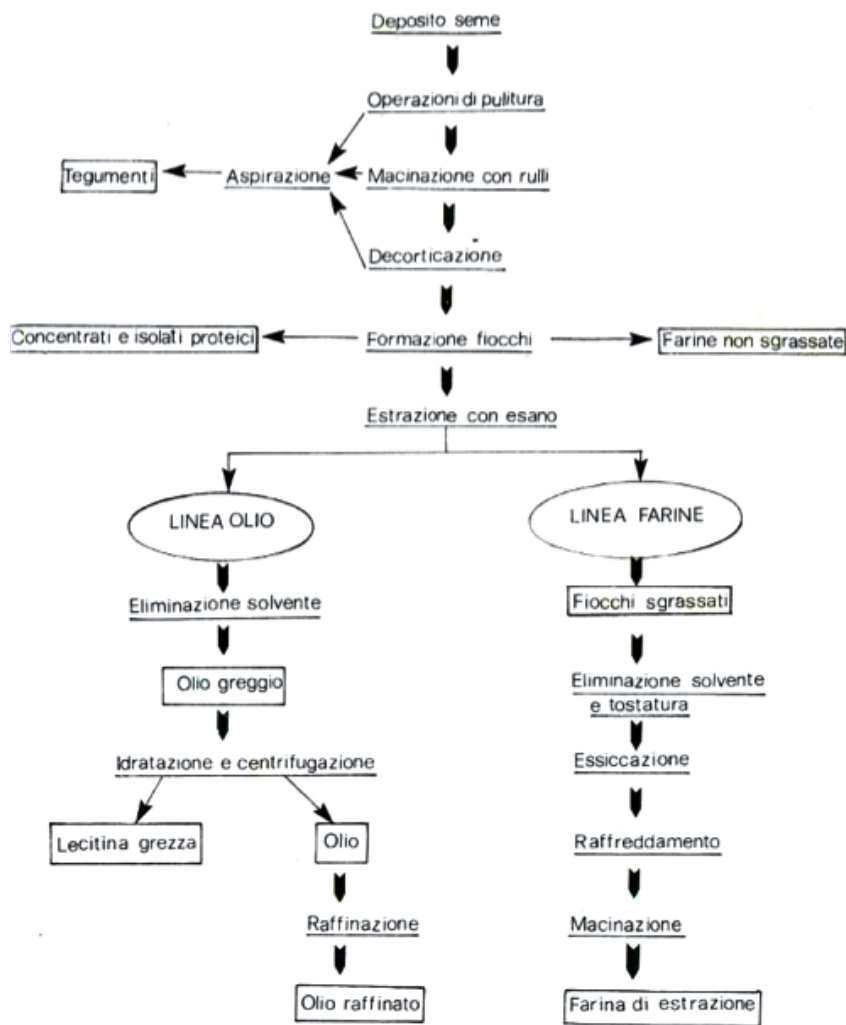 Deposito seme
Operazioni di pulitura
Tegumenti
Aspirazione
Macinazione con rulli
Decorticazione
Concentrati e isolati proteici
Formazione fiocchi
Farine non sgrassate
Estrazione con esano
LINEA OLIO
LINEA FARINE
Eliminazione solvente
Fiocchi sgrassati
Olio greggio
Eliminazione solvente
e tostatura
Idratazione e centrifugazione
Essiccazione
Lecitina grezza
Olio
Raffreddamento
Raffinazione
Macinazione
Olio raffinato
Farina di estrazione